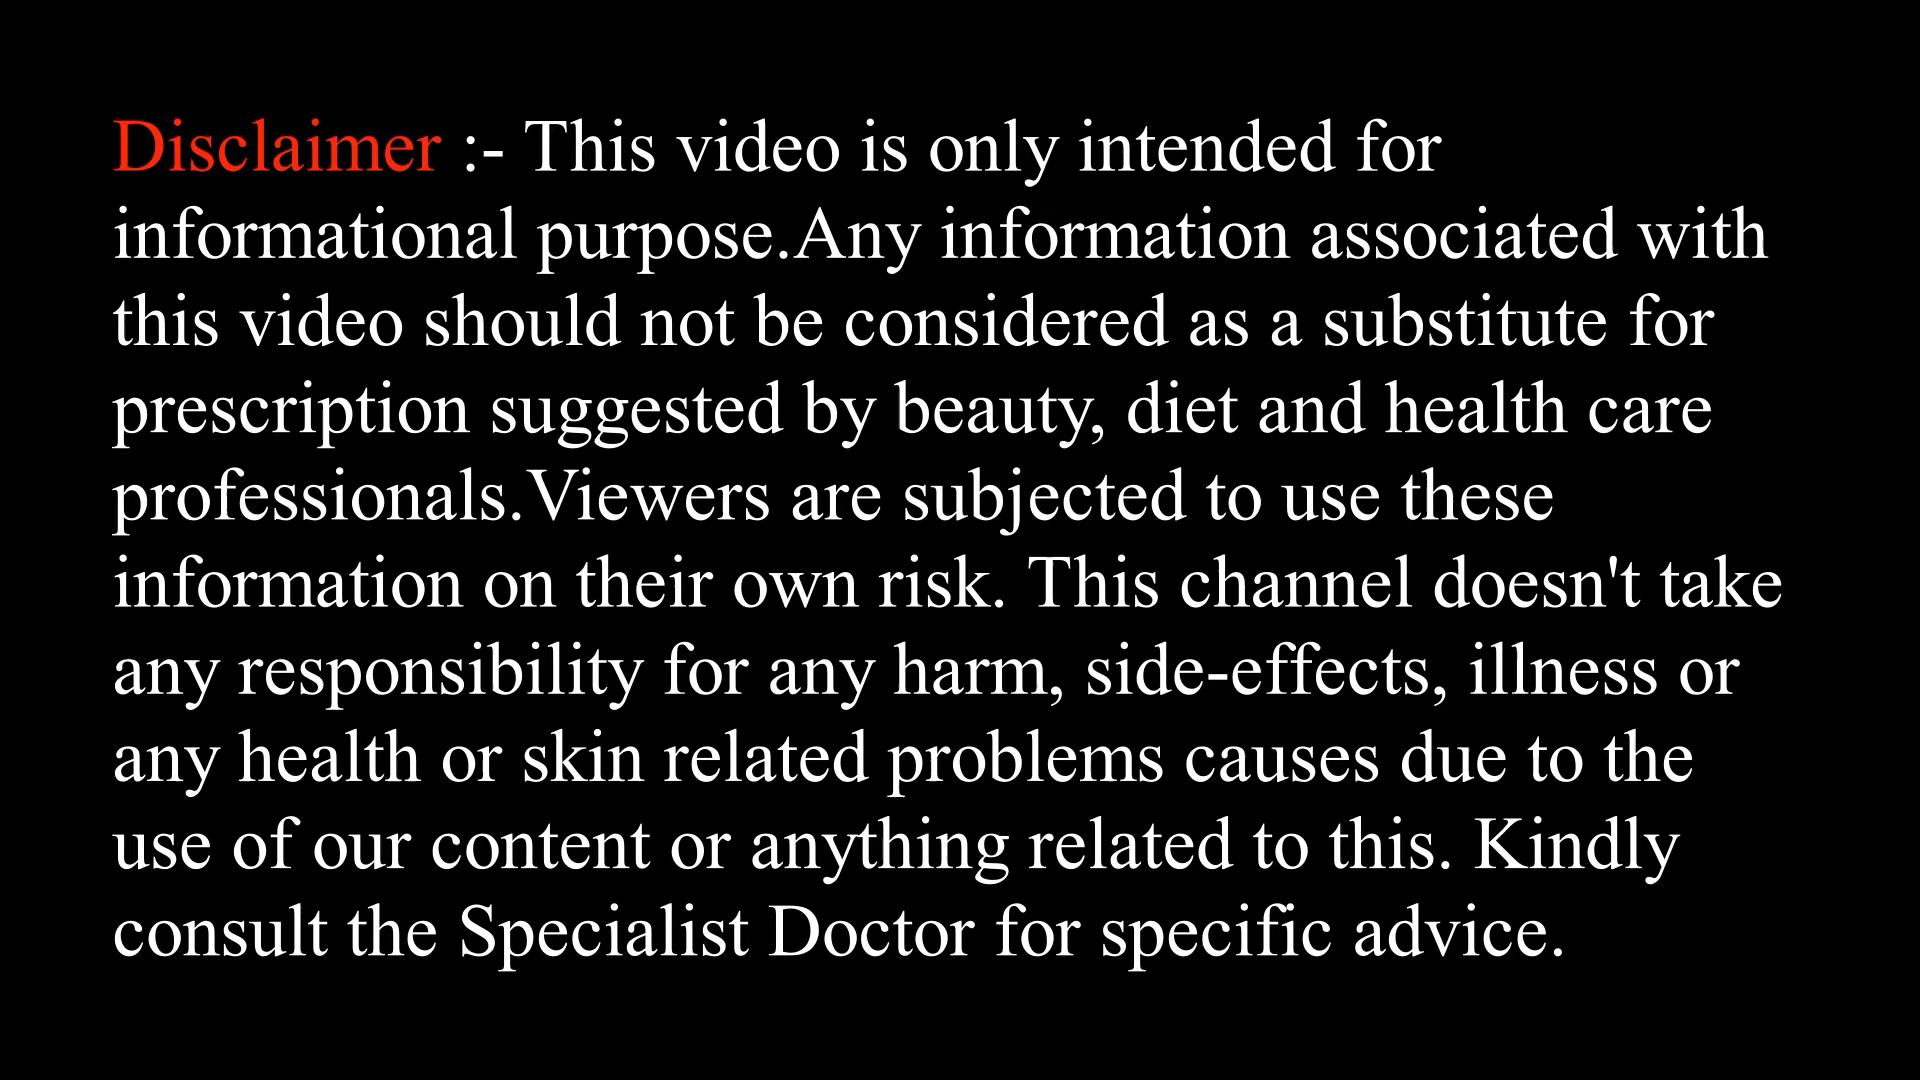 Disclaimer :- This video is only intended for
informational purpose.Any information associated with
this video should not be considered as a substitute for
prescription suggested by beauty, diet and health care
professionals.Viewers are subjected to use these
information on their own risk. This channel doesn't take
any responsibility for any harm, side-effects, illness or
any health or skin related problems causes due to the
use of our content or anything related to this. Kindly
consult the Specialist Doctor for specific advice.